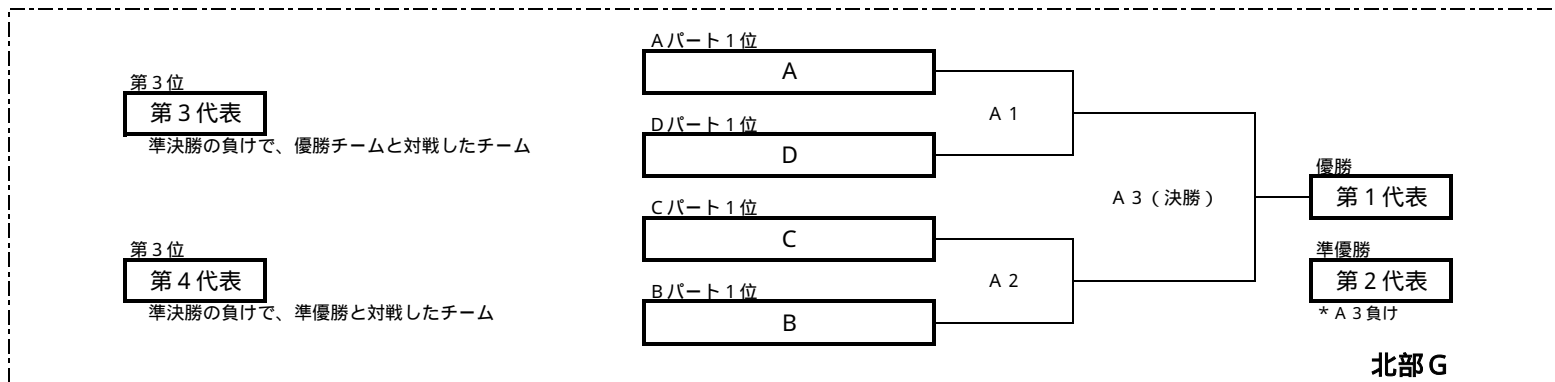 第３位
第３代表
準決勝の負けで、優勝チームと対戦したチーム
第３位
第４代表
準決勝の負けで、準優勝と対戦したチーム
Ａパート１位
A
Ｄパート１位
D
Ｃパート１位
C
Ｂパート１位
B
Ａ１
Ａ２
Ａ３（決勝）
優勝
第１代表
準優勝
第２代表
*Ａ３負け
北部Ｇ